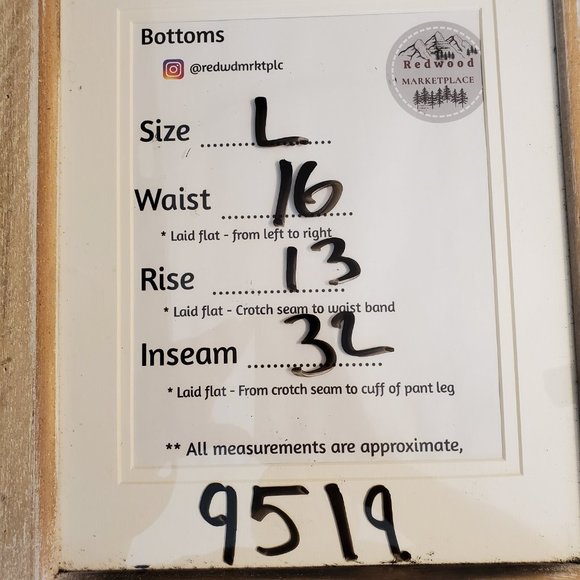 Bottoms
@redwdmrktplc
Redwood
MARKETPLACE
Size L
Waist 16
* Laid flat - from left to right
Rise 13
* Laid flat - Crotch seam to waist band
Inseam 32
* Laid flat - From crotch seam to cuff of pant leg
** All measurements are approximate,
9519